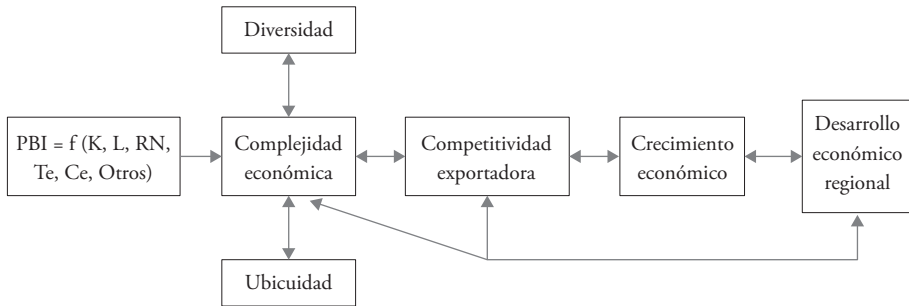 Diversidad
PBI = f (K, L, RN,
Te, Ce, Otros)
Complejidad
económica
Competitividad
exportadora
Crecimiento
económico
Desarrollo
económico
regional
Ubicuidad